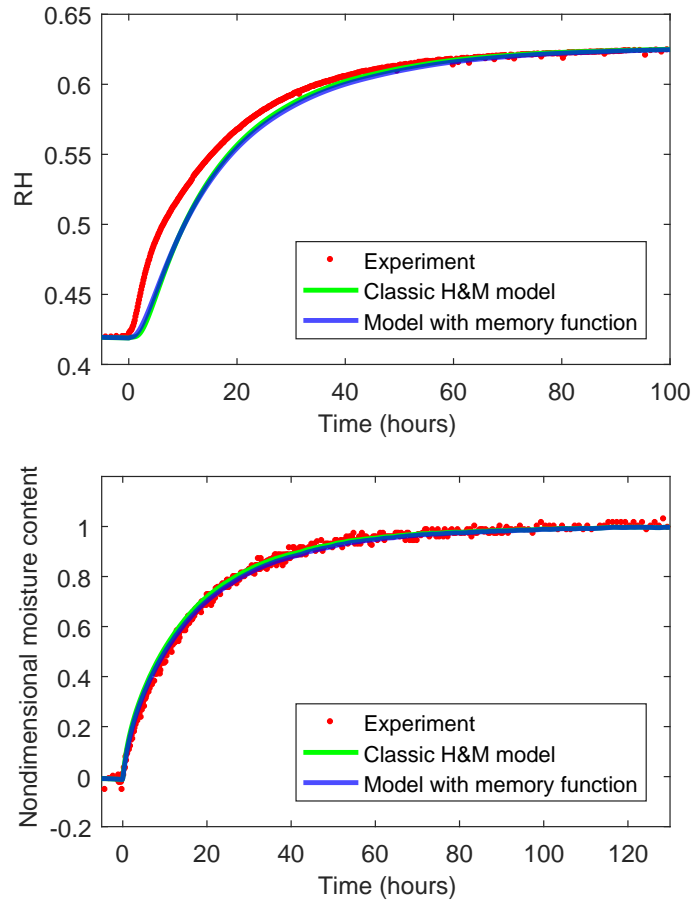 0.65
0.6
0.55
0.5
0.45
0.4
RH
Experiment
Classic H&M model
Model with memory function
0 20 40 60 80 100
Time (hours)
1
0.8
0.6
0.4
0.2
0
-0.2
Nondimensional moisture content
Experiment
Classic H&M model
Model with memory function
0 20 40 60 80 100 120
Time (hours)